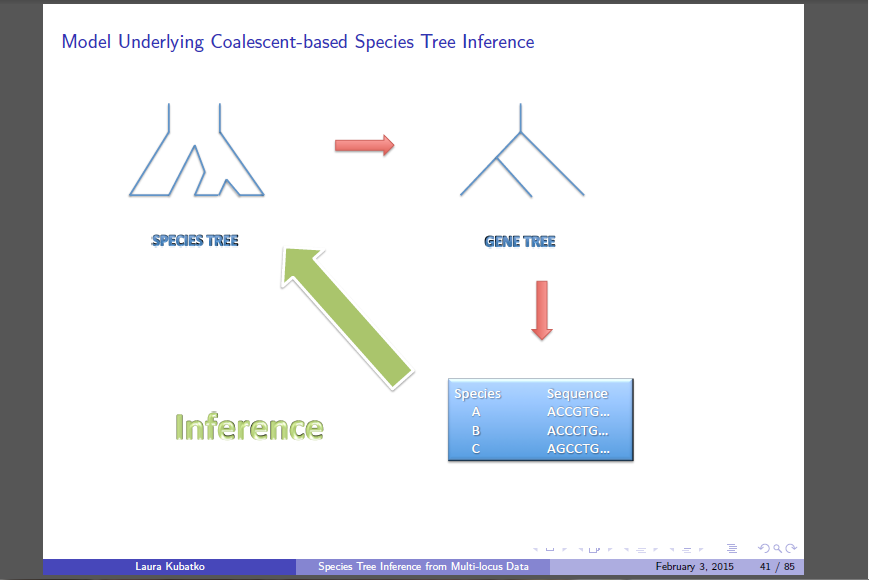 Model Underlying Coalescent-based Species Tree Inference
SPECIES TREE
GENE TREE
Inference
Species Sequence
A ACCGTG...
B ACCCTG...
C AGCCTG...
Laura Kubatko Species Tree Inference from Multi-locus Data February 3, 2015 41 / 85